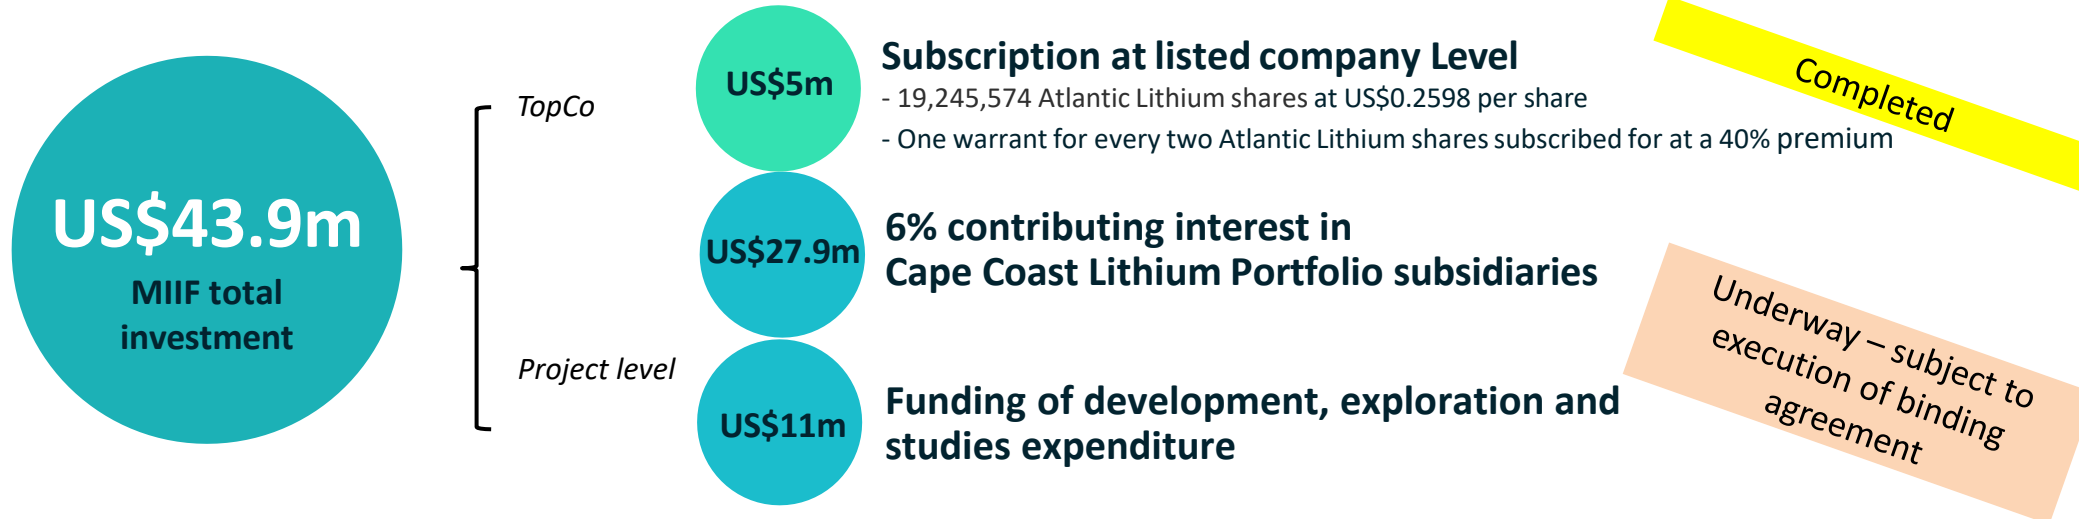 US$43.9m
MIIF total
investment
TopCo
Project level
US$5m
Subscription at listed company Level
- 19,245,574 Atlantic Lithium shares at US$0.2598 per share
- One warrant for every two Atlantic Lithium shares subscribed for at a 40% premium
Completed
US$27.9m
6% contributing interest in
Cape Coast Lithium Portfolio subsidiaries
US$11m
Funding of development, exploration and
studies expenditure
Underway – subject to
execution of binding
agreement